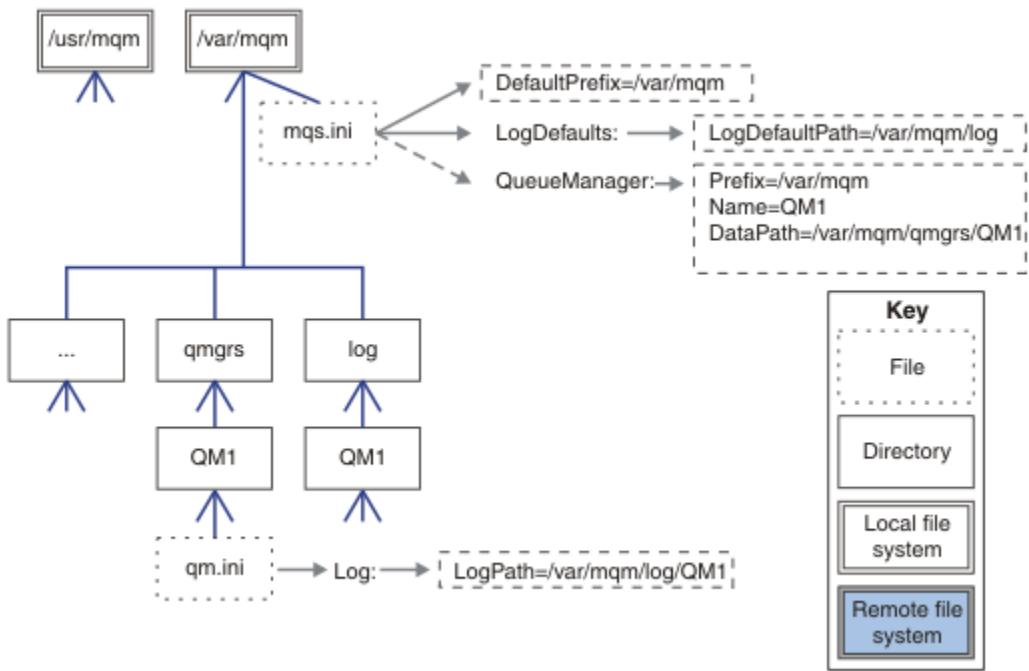 /usr/mqm
/var/mqm
mqs.ini
DefaultPrefix=/var/mqm
LogDefaults:
LogDefaultPath=/var/mqm/log
QueueManager:
Prefix=/var/mqm
Name=QM1
DataPath=/var/mqm/qmgrs/QM1
...
qmgrs
log
QM1
QM1
qm.ini
Log:
LogPath=/var/mqm/log/QM1
Key
File
Directory
Local file
system
Remote file
system